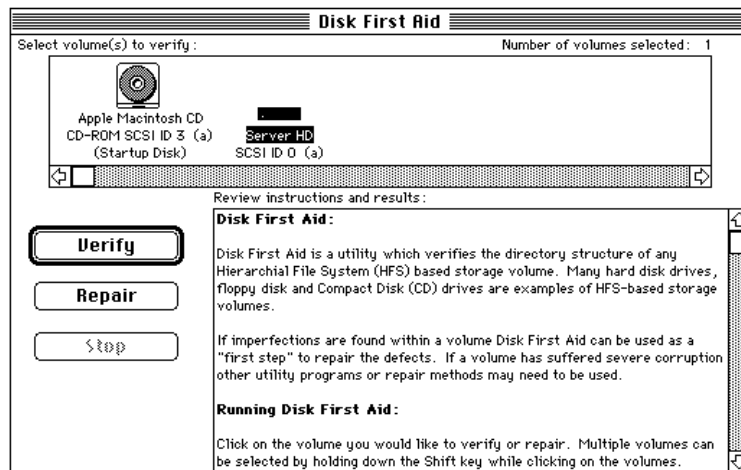 Disk First Aid
Select volume(s) to verify:
Number of volumes selected: 1
Apple Macintosh CD
CD-ROM SCSI ID 3 (a)
(Startup Disk)
Server HD
SCSI ID 0 (a)
Review instructions and results:
Verify
Repair
Stop
Disk First Aid:
Disk First Aid is a utility which verifies the directory structure of any
Hierarchial File System (HFS) based storage volume. Many hard disk drives,
floppy disk and Compact Disk (CD) drives are examples of HFS-based storage
volumes.
If imperfections are found within a volume Disk First Aid can be used as a
"first step" to repair the defects. If a volume has suffered severe corruption
other utility programs or repair methods may need to be used.
Running Disk First Aid:
Click on the volume you would like to verify or repair. Multiple volumes can
be selected by holding down the Shift key while clicking on the volumes.